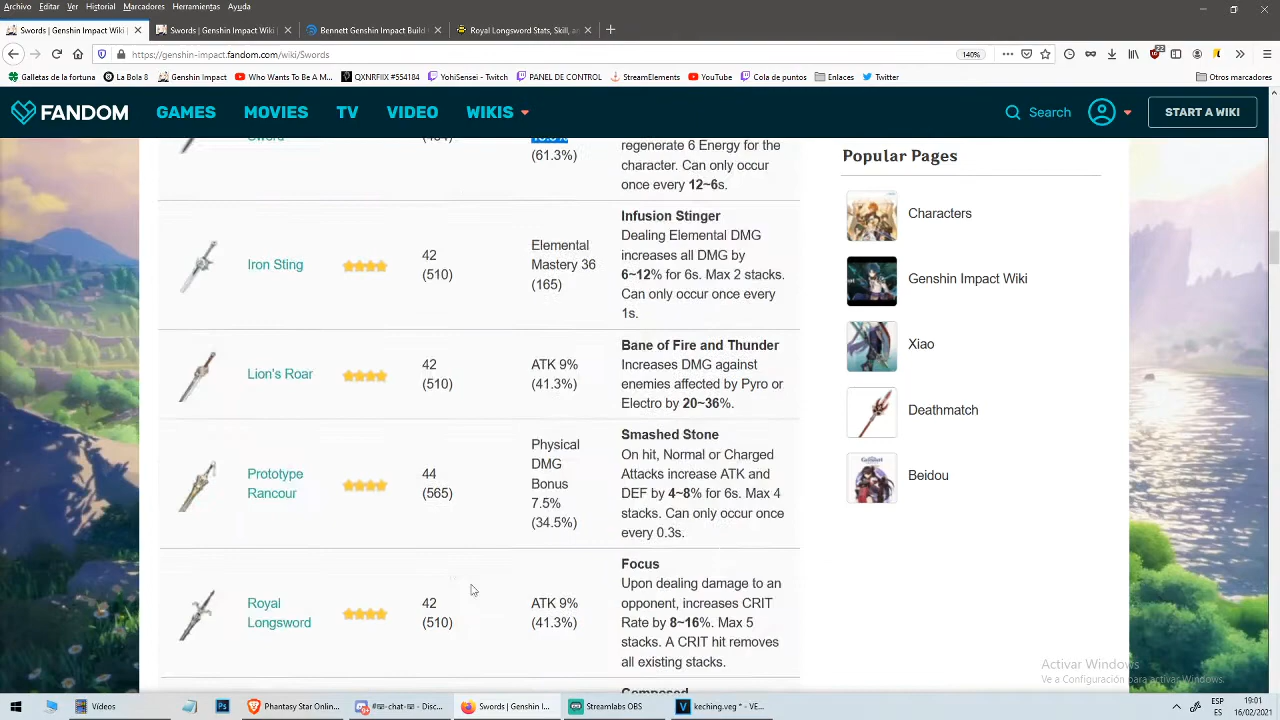 Archivo Editar Ver Historial Marcadores Herramientas Ayuda
Swords | Genshin Impact Wiki
Swords | Genshin Impact Wiki
Bennett Genshin Impact Build
Royal Longsword Stats, Skill, a
https://genshin-impact.fandom.com/wiki/Swords
140%
Galletas de la fortuna
La Bola 8
Genshin Impact
Who Wants To Be A M...
QXNRFIIX #554184
YohiSensei - Twitch
PANEL DE CONTROL
StreamElements
YouTube
Cola de puntos
Enlaces
Twitter
Otros marcadores
FANDOM
GAMES
MOVIES
TV
VIDEO
WIKIS
Search
START A WIKI
(61.3%)
regenerate 6 Energy for the
character. Can only occur
once every 12~6s.
Iron Sting
42
(510)
Elemental
Mastery 36
(165)
Infusion Stinger
Dealing Elemental DMG
increases all DMG by
6~12% for 6s. Max 2 stacks.
Can only occur once every
1s.
Lion's Roar
42
(510)
ATK 9%
(41.3%)
Bane of Fire and Thunder
Increases DMG against
enemies affected by Pyro or
Electro by 20~36%.
Prototype
Rancour
44
(565)
Physical
DMG
Bonus
7.5%
(34.5%)
Smashed Stone
On hit, Normal or Charged
Attacks increase ATK and
DEF by 4~8% for 6s. Max 4
stacks. Can only occur once
every 0.3s.
Royal
Longsword
42
(510)
ATK 9%
(41.3%)
Focus
Upon dealing damage to an
opponent, increases CRIT
Rate by 8~16%. Max 5
stacks. A CRIT hit removes
all existing stacks.
Popular Pages
Characters
Genshin Impact Wiki
Xiao
Deathmatch
Beidou
Activar Windows
Ve a Configuración para activar Windows.
Vídeos
Phantasy Star Onlin...
chat
Disc...
Swords | Genshin Im...
Streamlabs OBS
keching.veg * - VE...
ESP
ES
19:01
16/02/2021